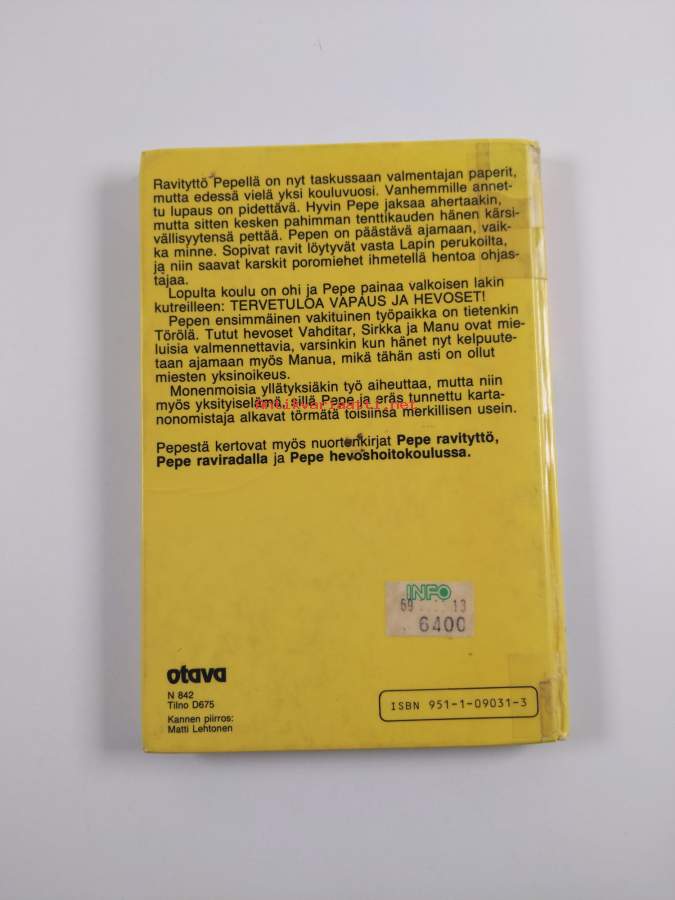 Ravityttö Pepellä on nyt taskussaan valmentajan paperit,
mutta edessä vielä yksi kouluvuosi. Vanhemmille annet-
tu lupaus on pidettävä. Hyvin Pepe jaksaa ahertaakin,
mutta sitten kesken pahimman tenttikauden hänen kärsi-
vällisyytensä pettää. Pepen on päästävä ajamaan, vaik-
ka minne. Sopivat ravit löytyvät vasta Lapin perukoilta,
ja niin saavat karskit poromiehet ihmetellä hentoa ohjas-
tajaa.
Lopulta koulu on ohi ja Pepe painaa valkoisen lakin
kutreilleen: TERVETULOA VAPAUS JA HEVOSET!
Pepen ensimmäinen vakituinen työpaikka on tietenkin
Törölä. Tutut hevoset Vahditar, Sirkka ja Manu ovat mie-
luisia valmennettavia, varsinkin kun hänet nyt kelpuute-
taan ajamaan myös Manua, mikä tähän asti on ollut
miesten yksinoikeus.
Monenmoisia yllätyksiäkin työ aiheuttaa, mutta niin
myös yksityiselämä, sillä Pepe ja eräs tunnettu karta-
nonomistaja alkavat törmätä toisiinsa merkillisen usein.
antikvariaatti.net
Pepestä kertovat myös nuortenkirjat Pepe ravityttö,
Pepe raviradalla ja Pepe hevoshoitokoulussa.
INFO
69 13
6400
otava
N 842
Tilno D675
Kannen piirros:
Matti Lehtonen
ISBN 951-1-09031-3